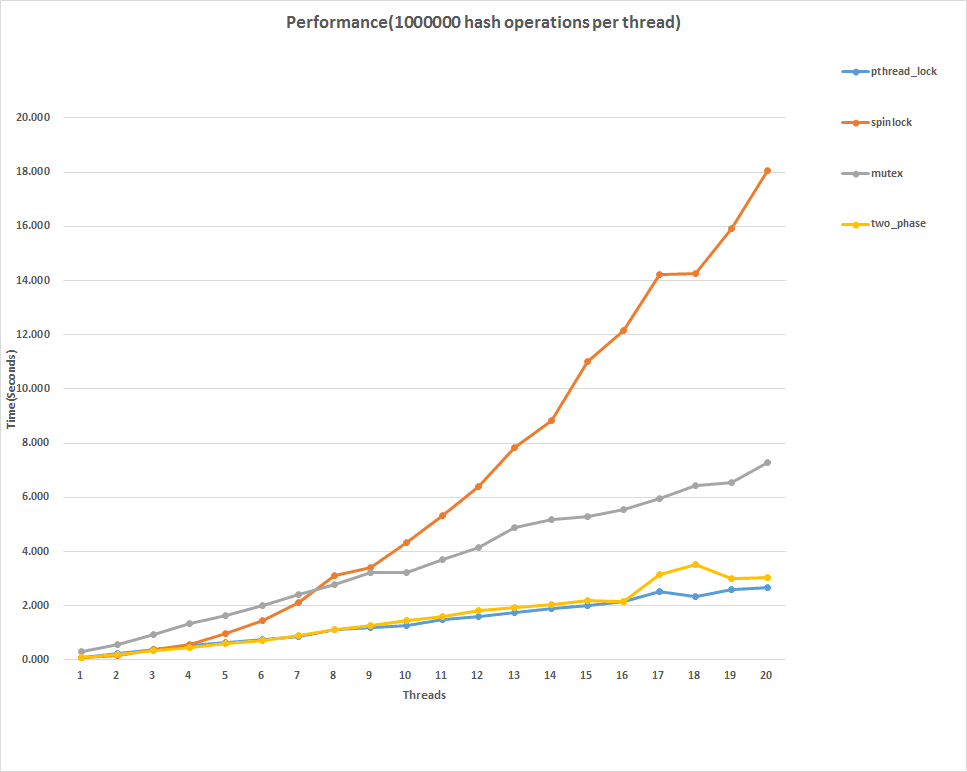 Performance(1000000 hash operations per thread)
pthread_lock
spinlock
mutex
two_phase
20.000
18.000
16.000
14.000
12.000
10.000
8.000
6.000
4.000
2.000
0.000
Time(Seconds)
1 2 3 4 5 6 7 8 9 10 11 12 13 14 15 16 17 18 19 20
Threads